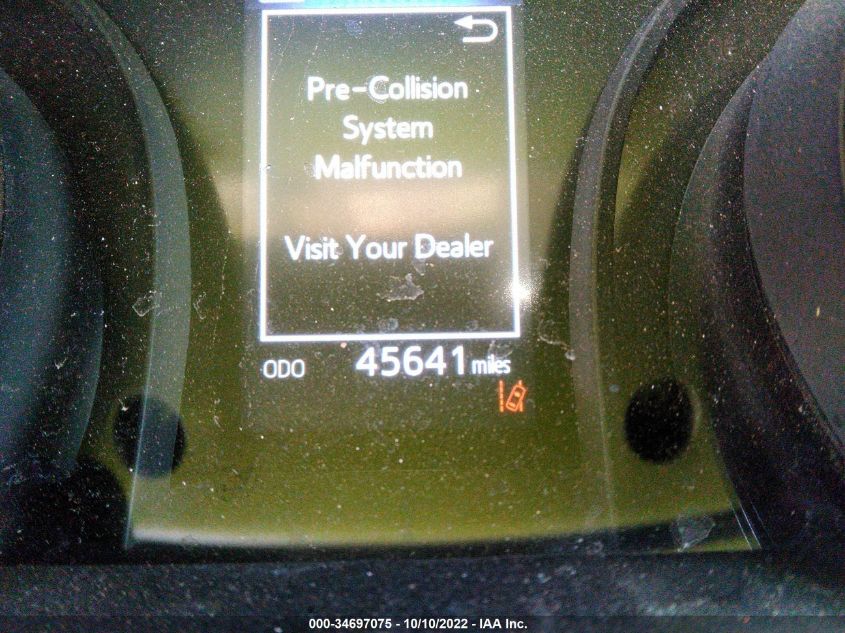 Pre-Collision
System
Malfunction
Visit Your Dealer
ODO 45641 miles
000-34697075 - 10/10/2022 - IAA Inc.